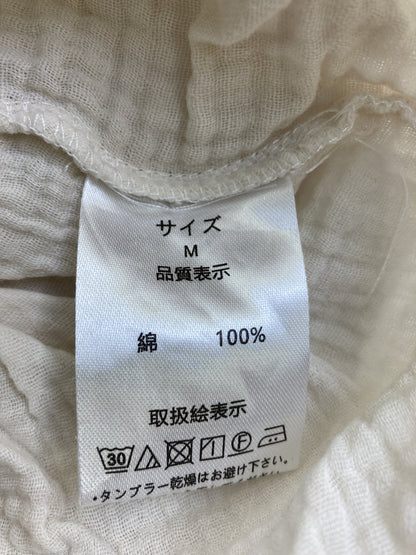 サイズ
M
品質表示
綿 100%
取扱絵表示
30 F
・タンブラー乾燥はお避け下さい。